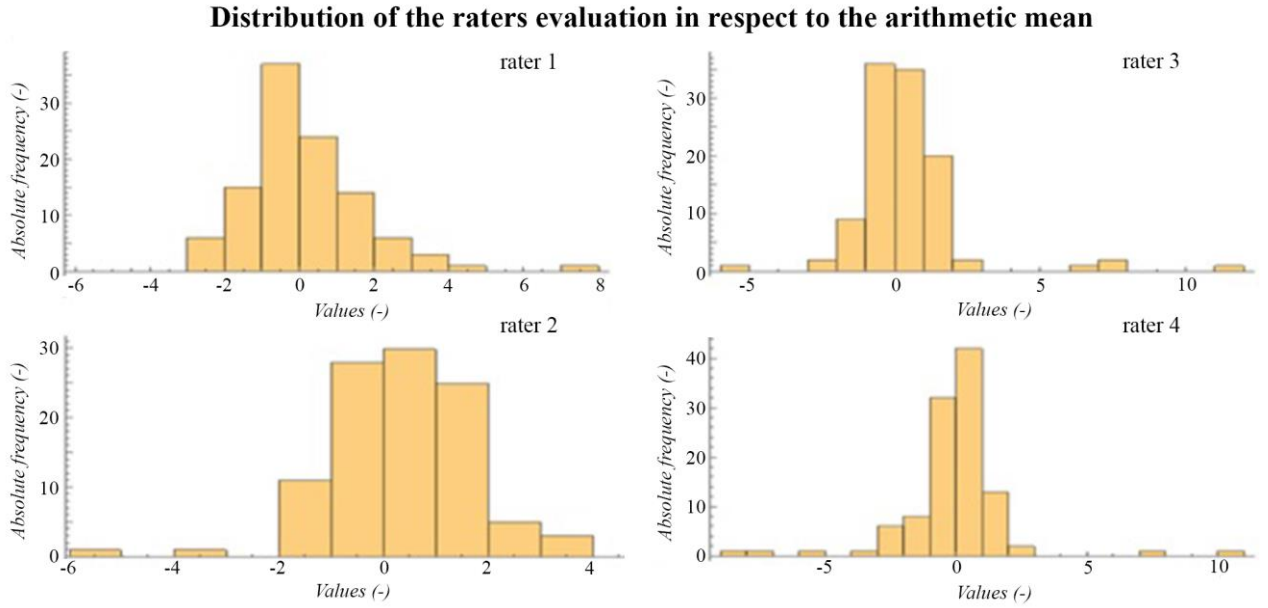 Distribution of the raters evaluation in respect to the arithmetic mean
rater 1
Absolute frequency (-)
30
20
10
0
-6 -4 -2 0 2 4 6 8
Values (-)
rater 3
Absolute frequency (-)
30
20
10
0
-5 0 5 10
Values (-)
rater 2
Absolute frequency (-)
30
20
10
0
-6 -4 -2 0 2 4
Values (-)
rater 4
Absolute frequency (-)
40
30
20
10
0
-5 0 5 10
Values (-)